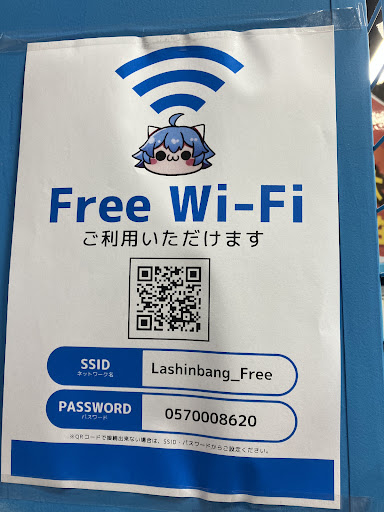 Free Wi-Fi
ご利用いただけます
SSID
ネットワーク名
Lashinbang_Free
PASSWORD
パスワード
0570008620
※QRコードで接続出来ない場合は、SSID・パスワードからご設定ください。